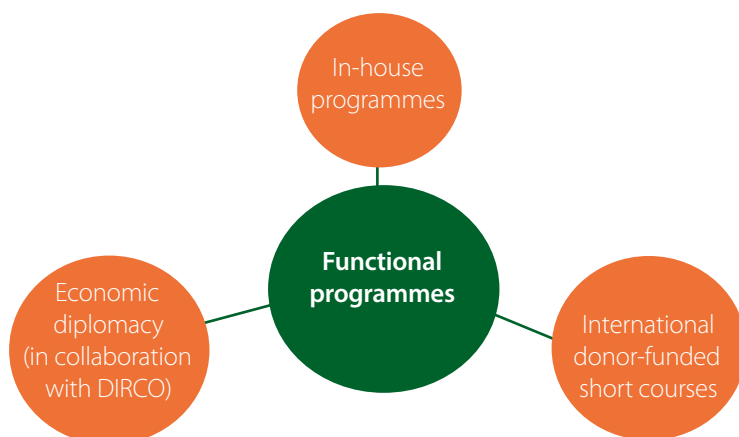 In-house
programmes
Functional
programmes
Economic
diplomacy
(in collaboration
with DIRCO)
International
donor-funded
short courses